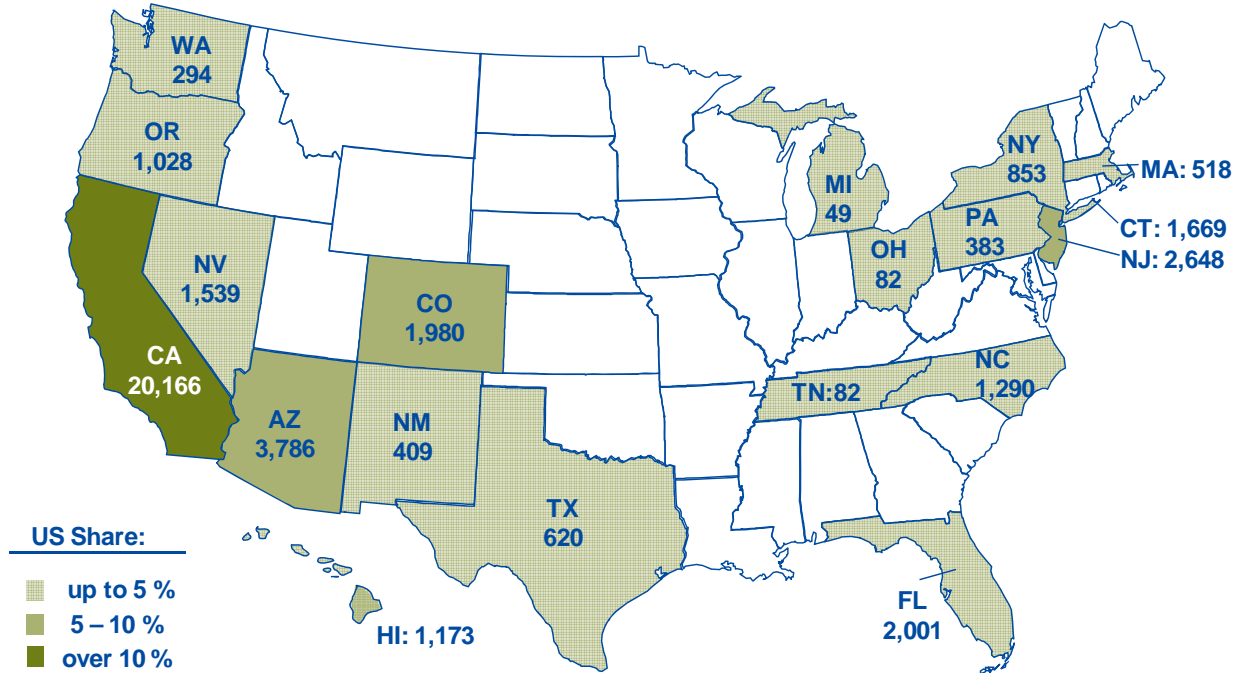 WA
294
OR
1,028
NV
1,539
CA
20,166
CO
1,980
AZ
3,786
NM
409
TX
620
MI
49
OH
82
NY
853
PA
383
MA: 518
CT: 1,669
NJ: 2,648
TN:82
NC
1,290
FL
2,001
HI: 1,173
US Share:
up to 5 %
5 – 10 %
over 10 %